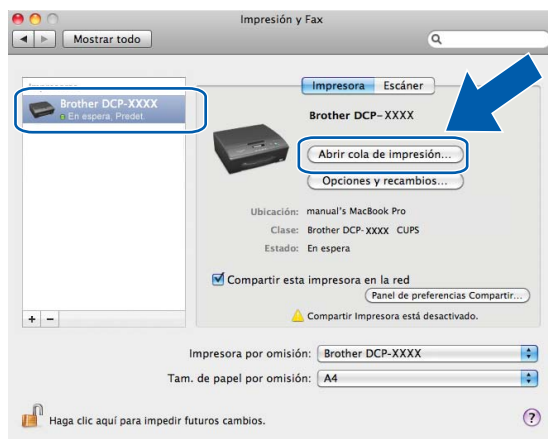 Impresión y Fax
Mostrar todo
Impresora Escáner
Brother DCP-XXXX
En espera, Predet.
Brother DCP-XXXX
Abrir cola de impresión...
Opciones y recambios...
Ubicación: manual's MacBook Pro
Clase: Brother DCP-XXXX CUPS
Estado: En espera
Compartir esta impresora en la red
Panel de preferencias Compartir...
Compartir Impresora está desactivado.
+ -
Impresora por omisión: Brother DCP-XXXX
Tam. de papel por omisión: A4
Haga clic aquí para impedir futuros cambios.
?